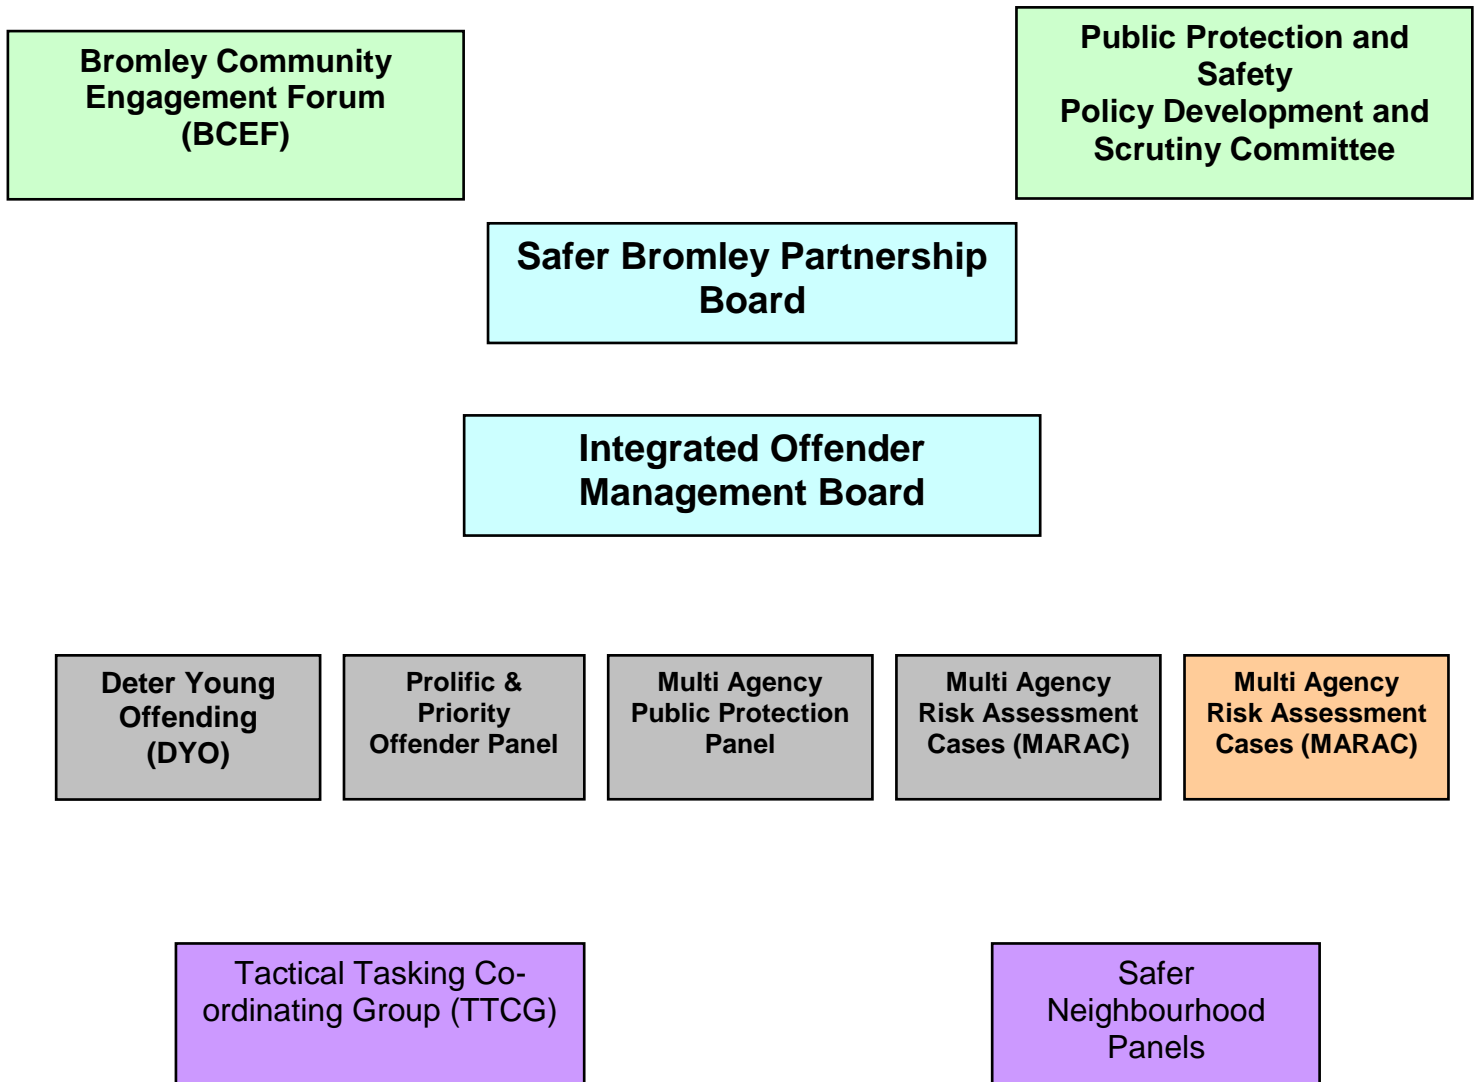 Bromley Community
Engagement Forum
(BCEF)
Public Protection and
Safety
Policy Development and
Scrutiny Committee
Safer Bromley Partnership
Board
Integrated Offender
Management Board
Deter Young
Offending
(DYO)
Prolific &
Priority
Offender Panel
Multi Agency
Public Protection
Panel
Multi Agency
Risk Assessment
Cases (MARAC)
Multi Agency
Risk Assessment
Cases (MARAC)
Tactical Tasking Co-
ordinating Group (TTCG)
Safer
Neighbourhood
Panels